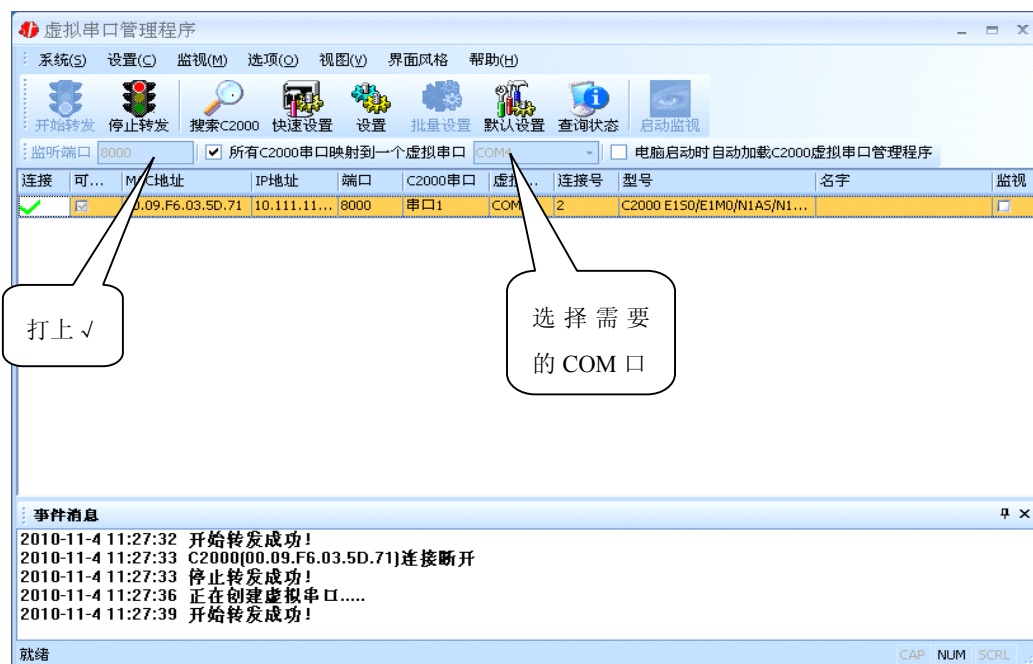 虚拟串口管理程序
系统(S) 设置(C) 监视(M) 选项(O) 视图(V) 界面风格 帮助(H)
开始转发 停止转发 搜索C2000 快速设置 设置 批量设置 默认设置 查询状态 启动监视
监听端口 8000 所有C2000串口映射到一个虚拟串口 COM4 电脑启动时自动加载C2000虚拟串口管理程序
连接 可... MAC地址 IP地址 端口 C2000串口 虚拟... 连接号 型号 名字 监视
.09.F6.03.5D.71 10.111.11... 8000 串口1 COM 2 C2000 E1S0/E1M0/N1AS/N1...
打上√
选择需要
的 COM 口
事件消息
2010-11-4 11:27:32 开始转发成功!
2010-11-4 11:27:33 C2000(00.09.F6.03.5D.71)连接断开
2010-11-4 11:27:33 停止转发成功!
2010-11-4 11:27:36 正在创建虚拟串口.....
2010-11-4 11:27:39 开始转发成功!
就绪 CAP NUM SCRL